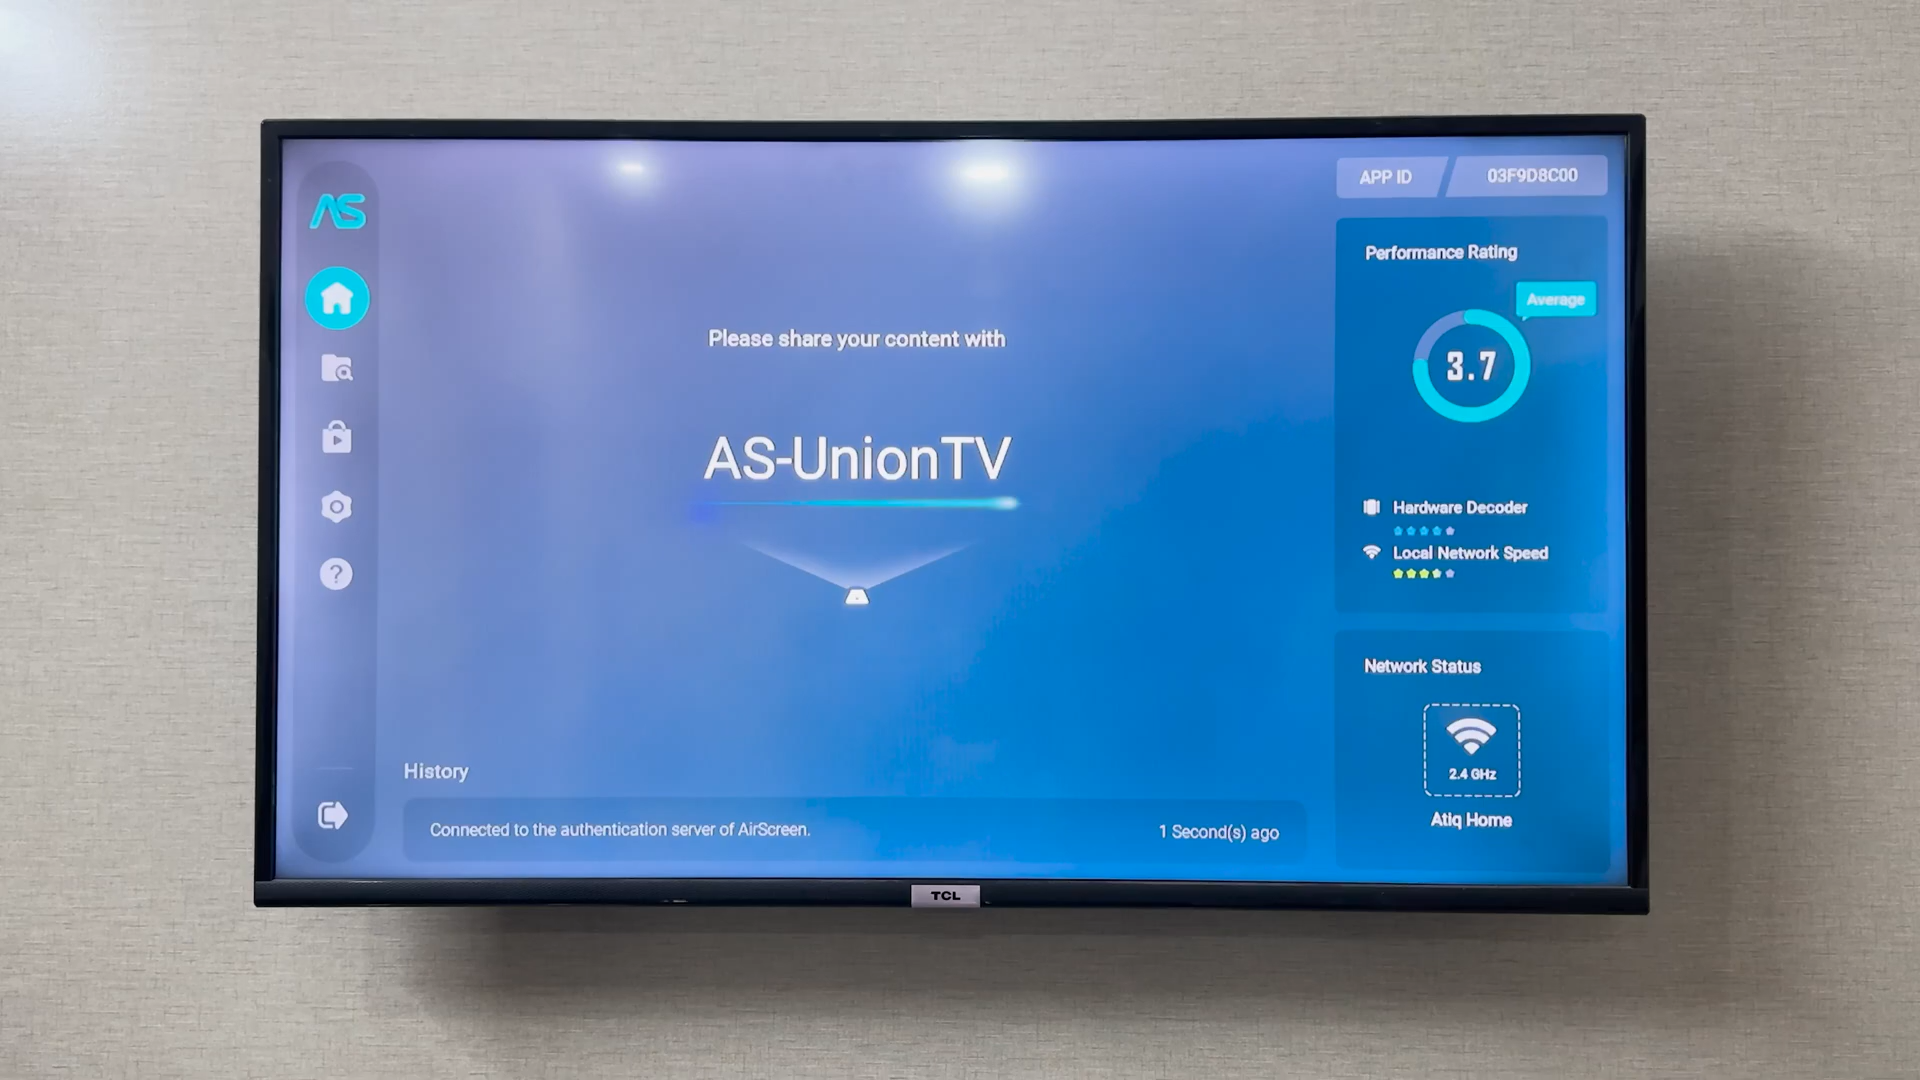 AS
APP ID
03F9D8C00
Performance Rating
Average
3.7
Please share your content with
AS-UnionTV
Hardware Decoder
Local Network Speed
Network Status
2.4 GHz
Atiq Home
History
Connected to the authentication server of AirScreen.
1 Second(s) ago
TCL